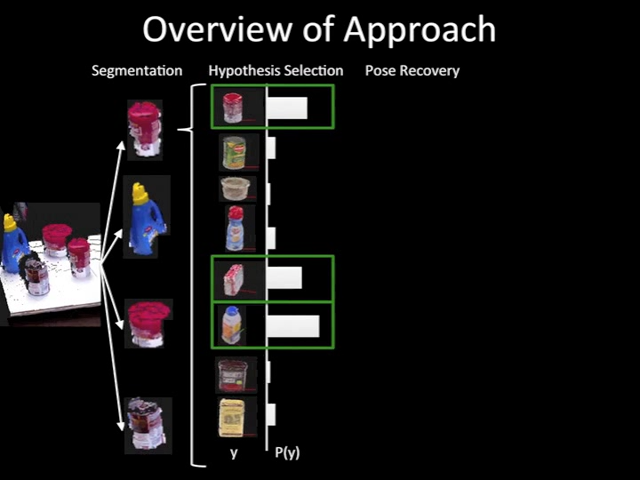 Overview of Approach
Segmentation
Hypothesis Selection
Pose Recovery
y
P(y)